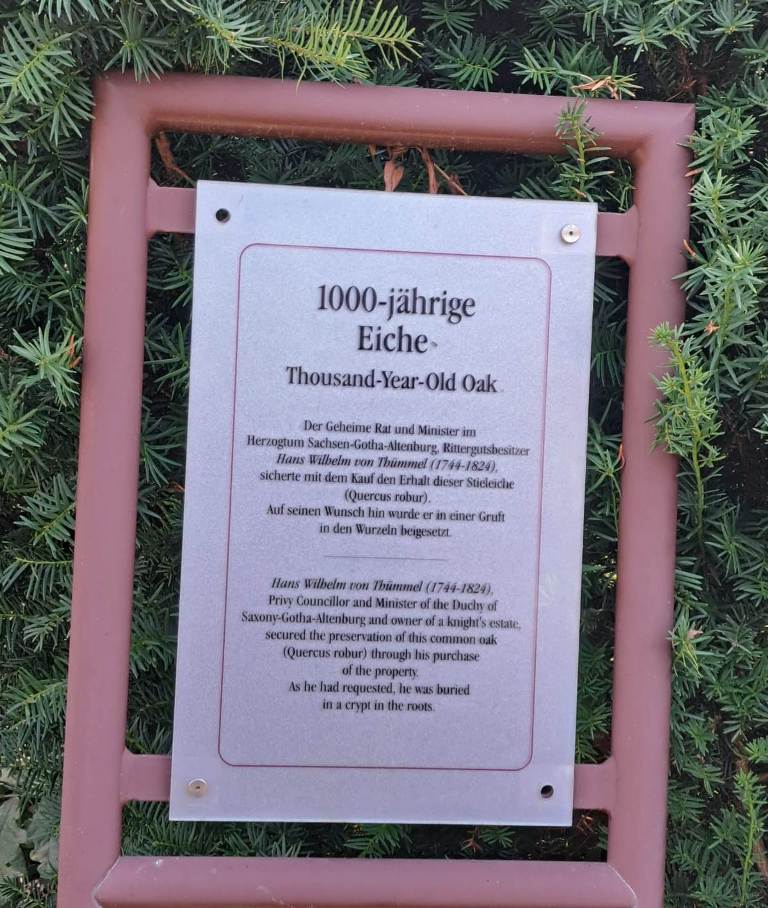 1000-jährige
Eiche
Thousand-Year-Old Oak
Der Geheime Rat und Minister im
Herzogtum Sachsen-Gotha-Altenburg, Rittergutsbesitzer
Hans Wilhelm von Thümmel (1744-1824),
sicherte mit dem Kauf den Erhalt dieser Stieleiche
(Quercus robur).
Auf seinen Wunsch hin wurde er in einer Gruft
in den Wurzeln beigesetzt.
Hans Wilhelm von Thümmel (1744-1824),
Privy Councillor and Minister of the Duchy of
Saxony-Gotha-Altenburg and owner of a knight's estate,
secured the preservation of this common oak
(Quercus robur) through his purchase
of the property.
As he had requested, he was buried
in a crypt in the roots.